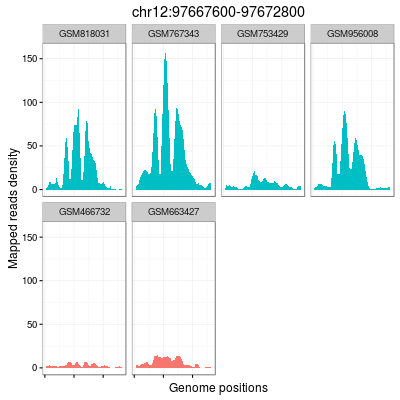 chr12:97667600-97672800
GSM818031 GSM767343 GSM753429 GSM956008
150
100
50
0
GSM466732 GSM663427
150
100
50
0
Mapped reads density
Genome positions